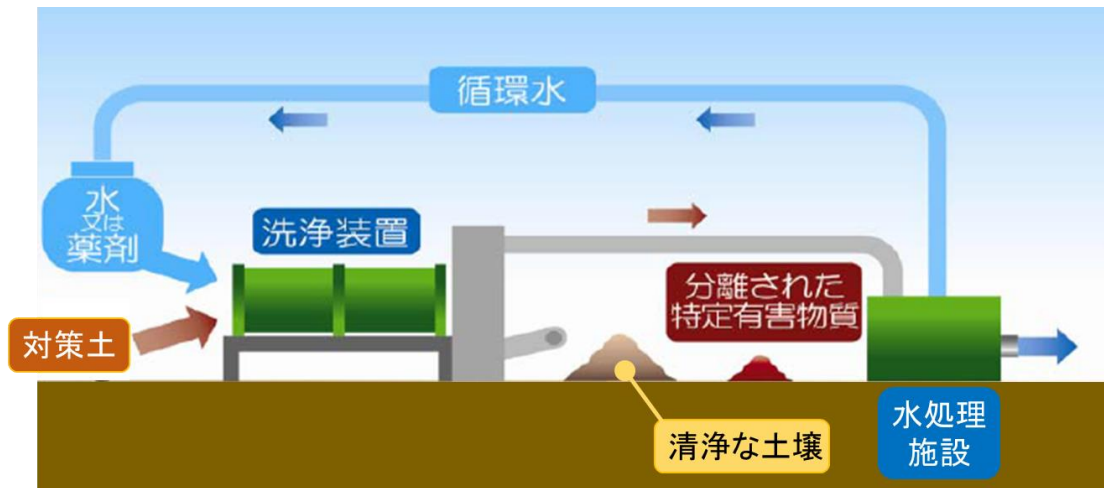 循環水
水
又は
薬剤
洗浄装置
分離された
特定有害物質
対策土
清浄な土壌
水処理
施設